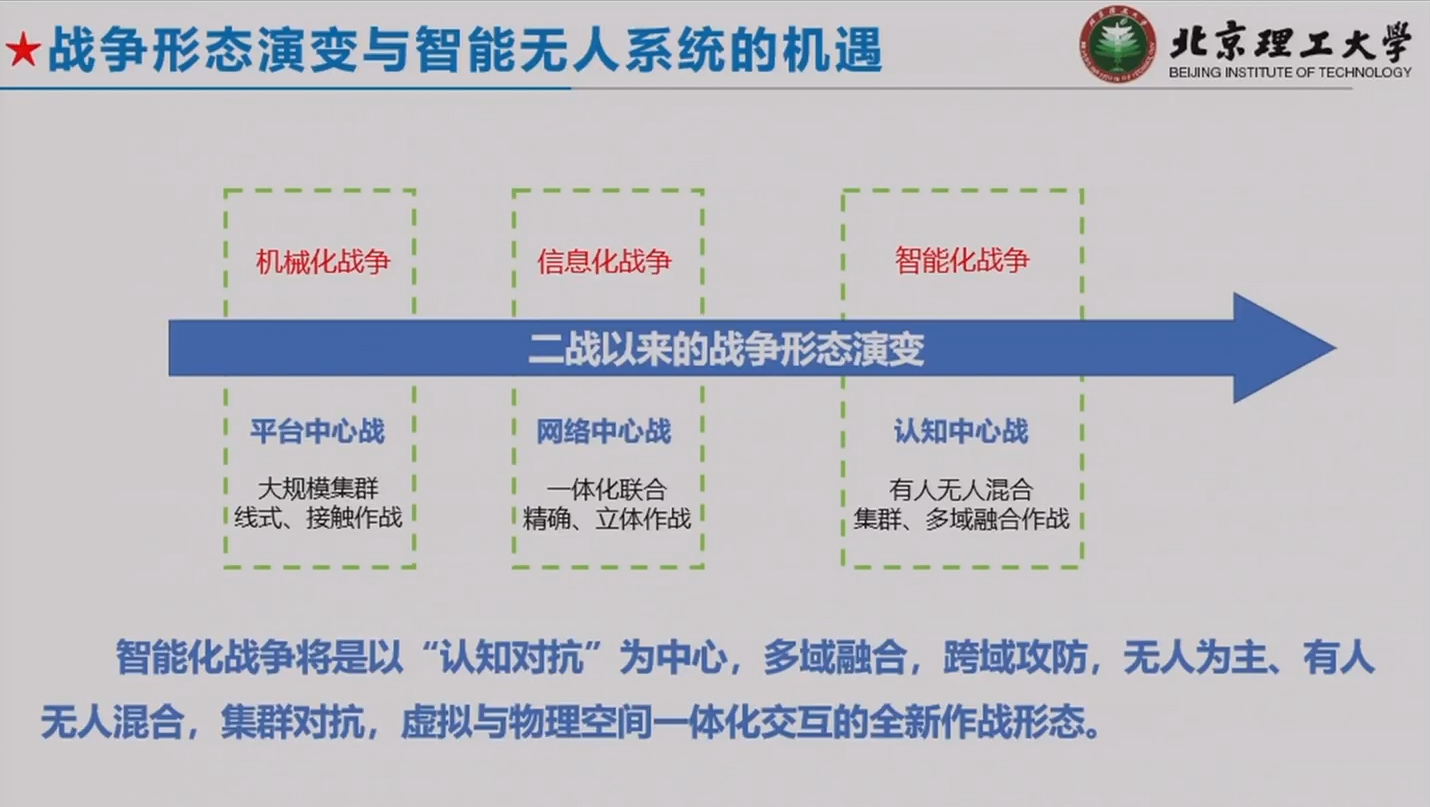 战争形态演变与智能无人系统的机遇
北京理工大学
BEIJING INSTITUTE OF TECHNOLOGY
机械化战争
信息化战争
智能化战争
二战以来的战争形态演变
平台中心战
网络中心战
认知中心战
大规模集群
线式、接触作战
一体化联合
精确、立体作战
有人无人混合
集群、多域融合作战
智能化战争将是以“认知对抗”为中心，多域融合，跨域攻防，无人为主、有人
无人混合，集群对抗，虚拟与物理空间一体化交互的全新作战形态。